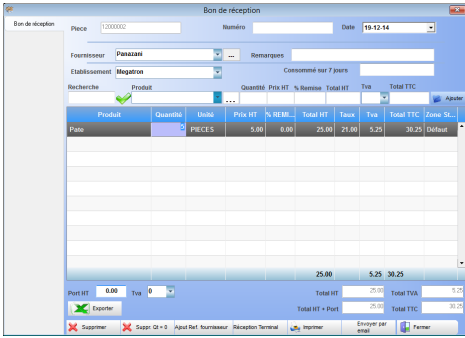 Bon de réception
Bon de réception
Piece 12000002. Numéro Date 19-12-14
Fournisseur Panazani ... Remarques
Etablissement Megatron Consommé sur 7 jours
Recherche Produit Quantité Prix HT % Remise Total HT Tva Total TTC
... Ajouter
Produit Quantité Unité Prix HT % REMI... Total HT Taux Tva Total TTC Zone St...
Pate PIECES 5.00 0.00 25.00 21.00 5.25 30.25 Défaut
25.00 5.25 30.25
Port HT 0.00 Tva 0 Total HT 25.00 Total TVA 5.25
Exporter Total HT + Port 25.00 Total TTC 30.25
Supprimer Suppr. Qt = 0 Ajout Ref. fournisseur Réception Terminal Imprimer Envoyer par email Fermer